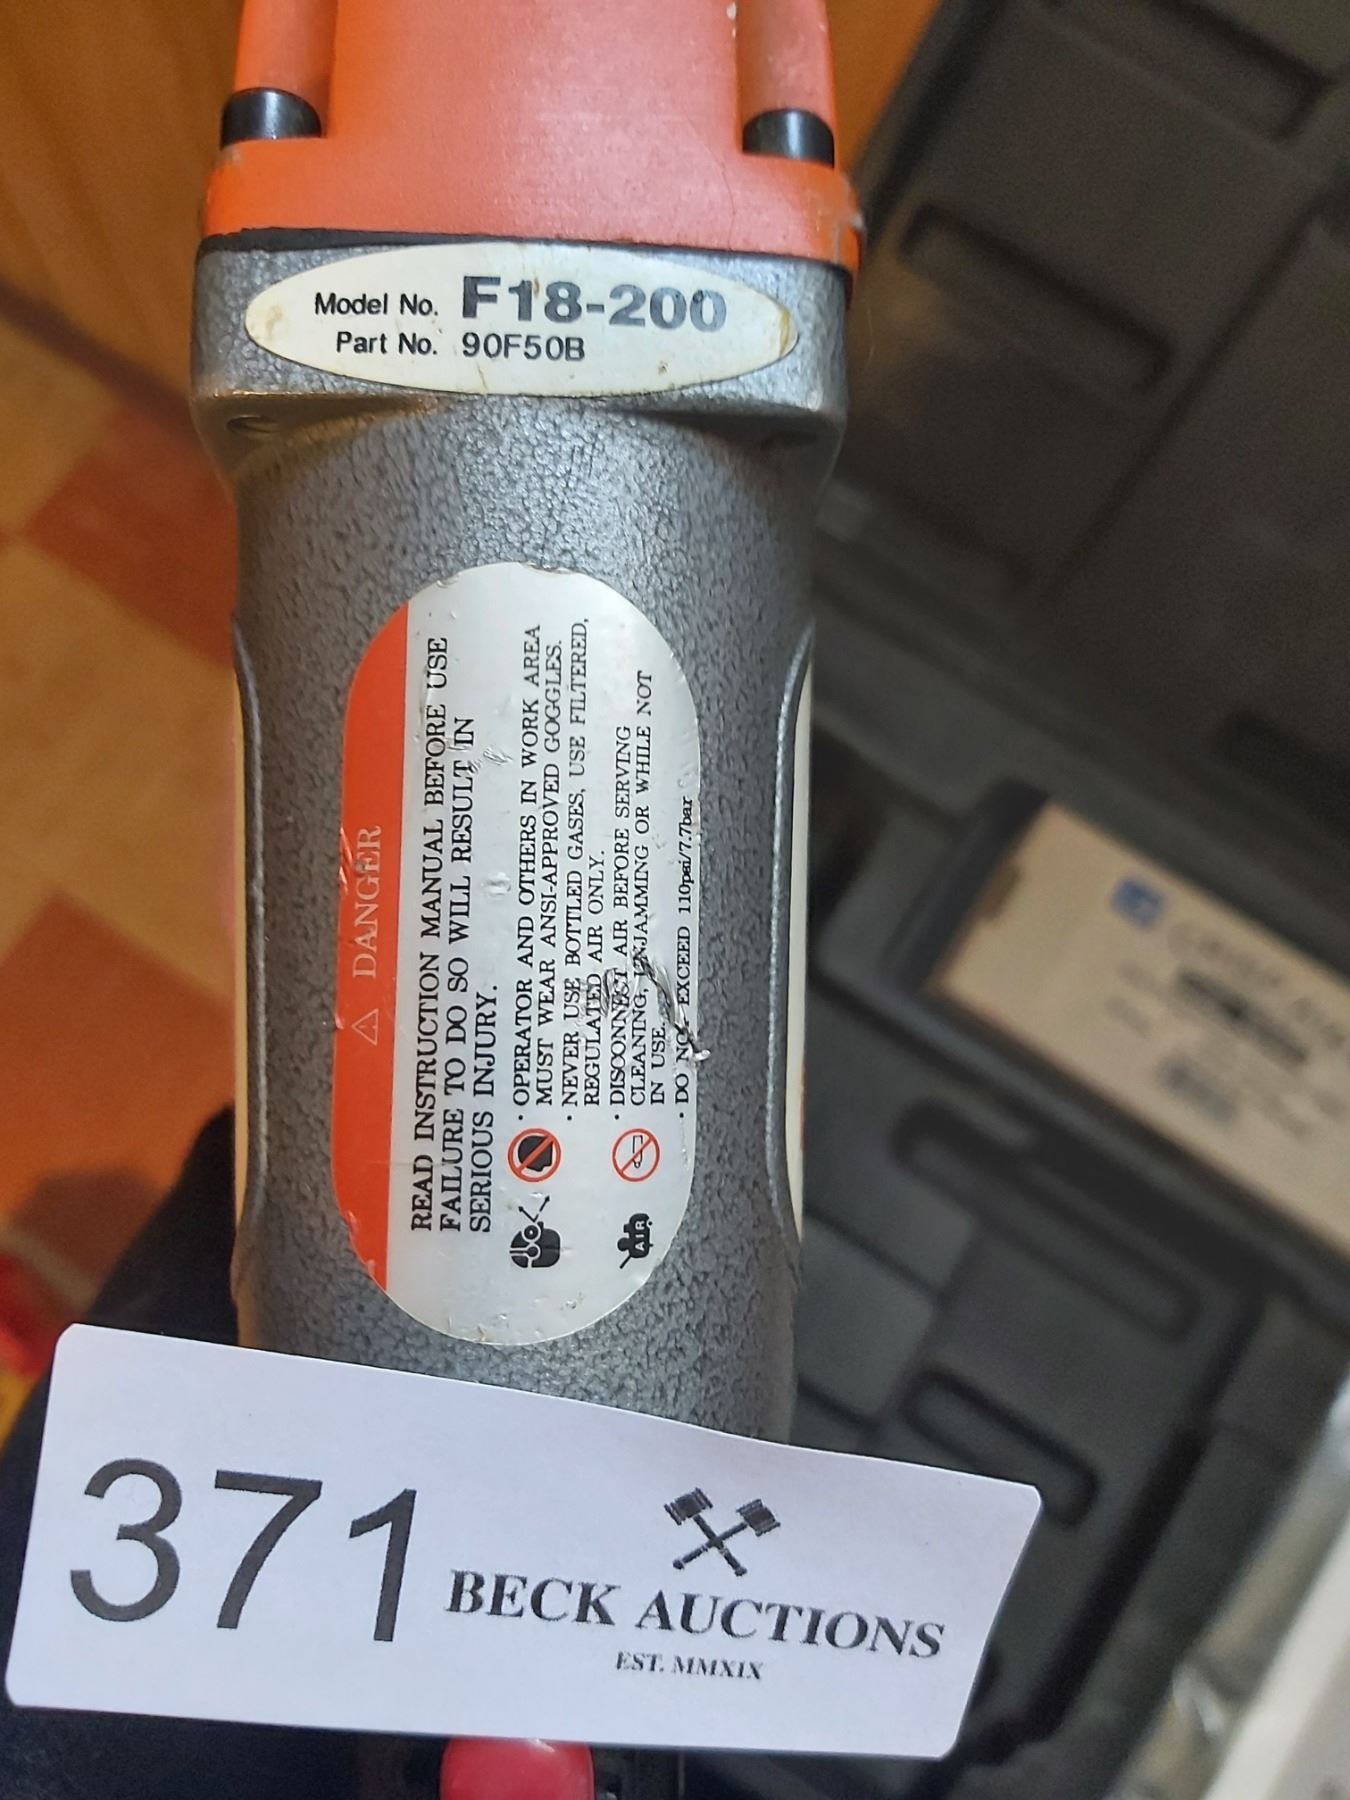 Model No. F18-200
Part No. 90F50B
⚠ DANGER
READ INSTRUCTION MANUAL BEFORE USE
FAILURE TO DO SO WILL RESULT IN
SERIOUS INJURY.
· OPERATOR AND OTHERS IN WORK AREA
MUST WEAR ANSI-APPROVED GOGGLES.
· NEVER USE BOTTLED GASES, USE FILTERED,
REGULATED AIR ONLY.
· DISCONNEST AIR BEFORE SERVING
CLEANING, UNJAMMING OR WHILE NOT
IN USE.
· DO NOT EXCEED 110psi/7.7bar
AIR
371
BECK AUCTIONS
EST. MMXIX